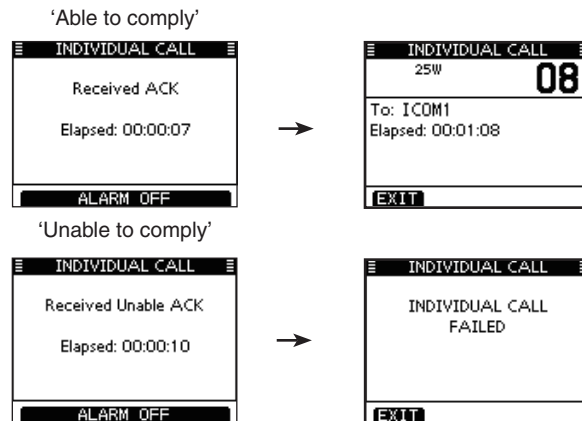 ‘Able to comply’
INDIVIDUAL CALL
Received ACK
Elapsed: 00:00:07
ALARM OFF
INDIVIDUAL CALL
25W
08
To: ICOM1
Elapsed: 00:01:08
EXIT
‘Unable to comply’
INDIVIDUAL CALL
Received Unable ACK
Elapsed: 00:00:10
ALARM OFF
INDIVIDUAL CALL
INDIVIDUAL CALL
FAILED
EXIT